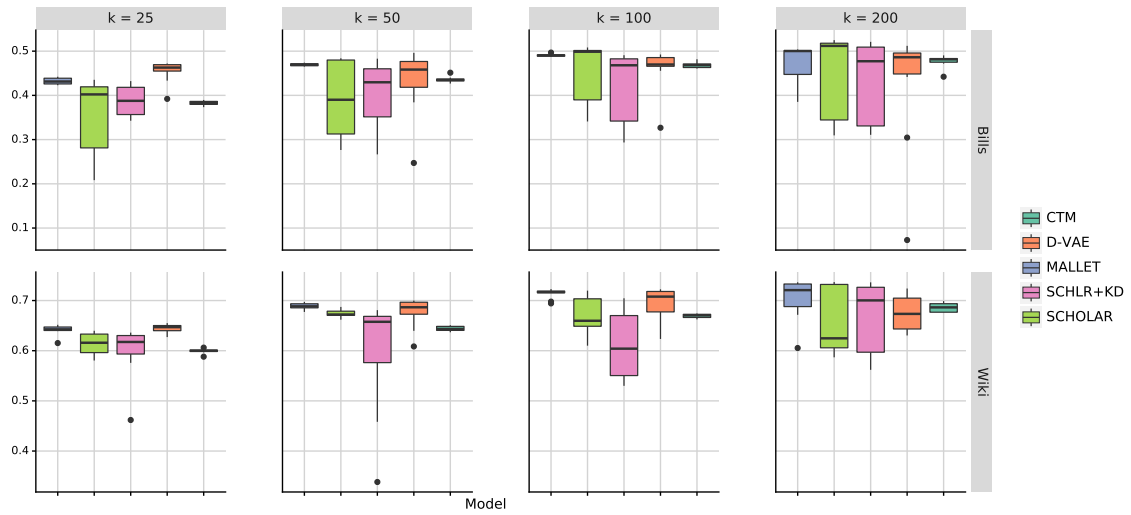 k = 25
k = 50
k = 100
k = 200
0.5
0.4
0.3
0.2
0.1
Bills
0.7
0.6
0.5
0.4
Wiki
Model
CTM
D-VAE
MALLET
SCHLR+KD
SCHOLAR